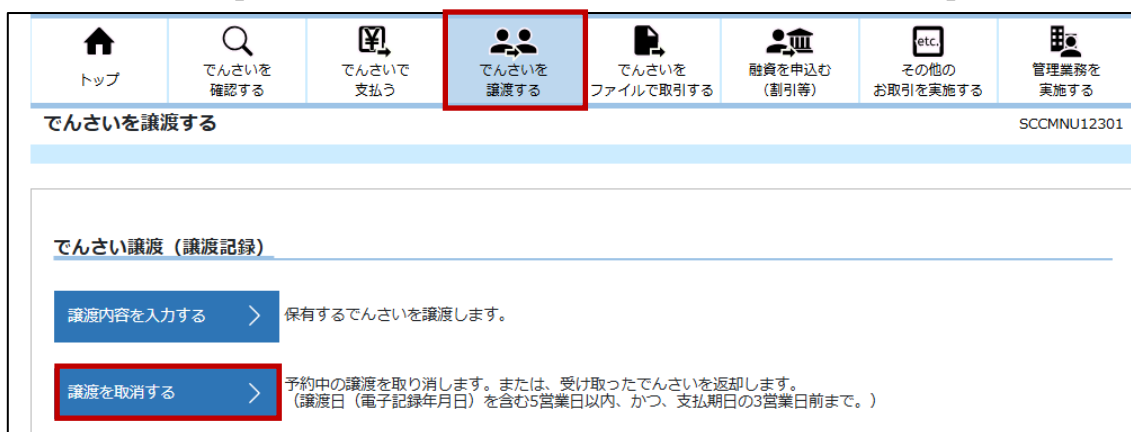 トップ
でんさいを
確認する
でんさいで
支払う
でんさいを
譲渡する
でんさいを
ファイルで取引する
融資を申込む
(割引等)
etc.
その他の
お取引を実施する
管理業務を
実施する
でんさいを譲渡する SCCMNU12301
でんさい譲渡(譲渡記録)
譲渡内容を入力する 保有するでんさいを譲渡します。
譲渡を取消する 予約中の譲渡を取り消します。または、受け取ったでんさいを返却します。
(譲渡日(電子記録年月日)を含む5営業日以内、かつ、支払期日の3営業日前まで。)